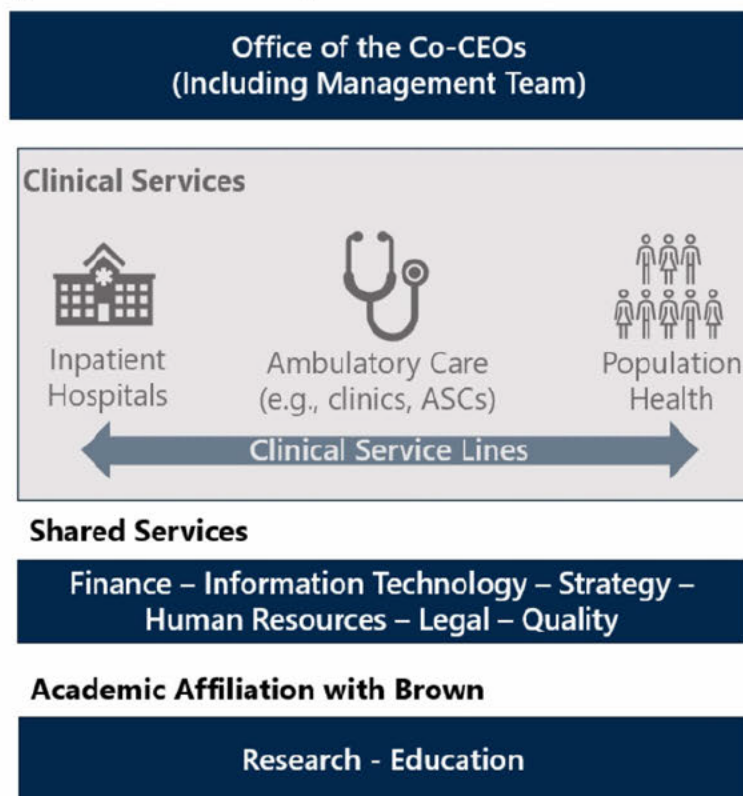 Office of the Co-CEOs
(Including Management Team)
Clinical Services
Inpatient
Hospitals
Ambulatory Care
(e.g., clinics, ASCs)
Population
Health
Clinical Service Lines
Shared Services
Finance – Information Technology – Strategy –
Human Resources – Legal – Quality
Academic Affiliation with Brown
Research - Education